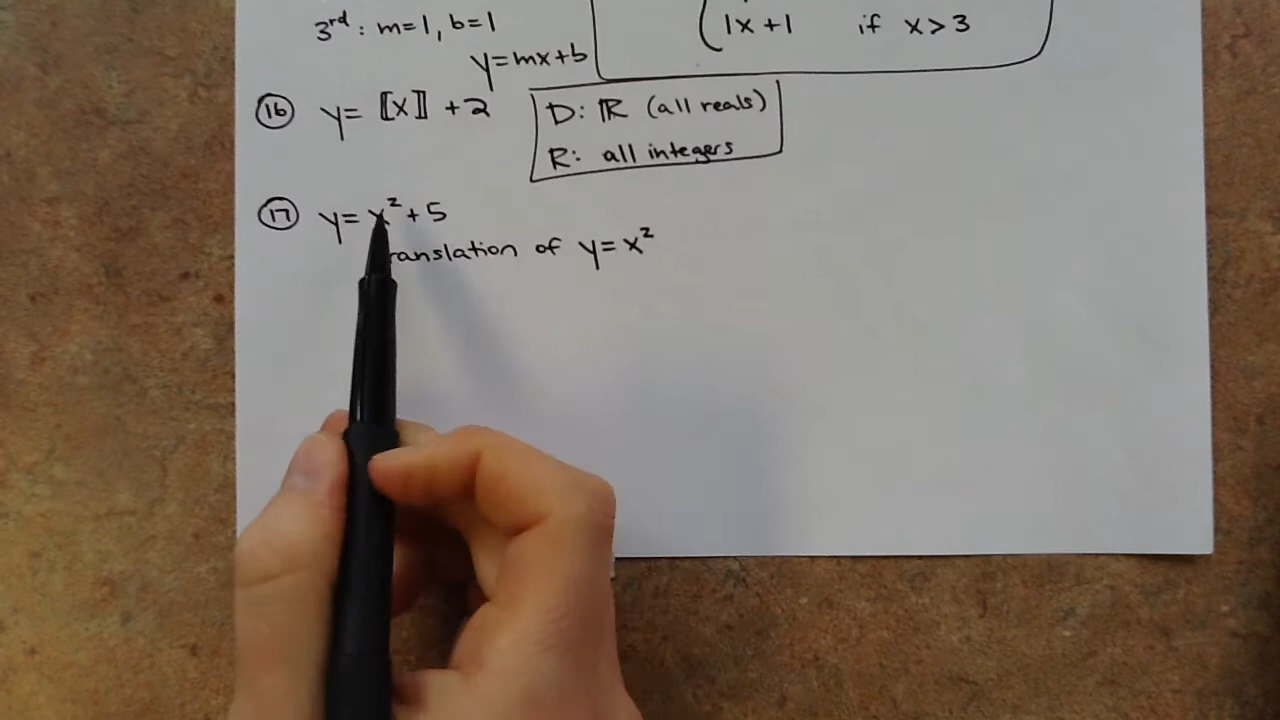 3rd: m=1, b=1
1x+1 if x>3
y=mx+b
16 y= ⟦x⟧ +2
D: ℝ (all reals)
R: all integers
17 y= x² + 5
ranslation of y=x²